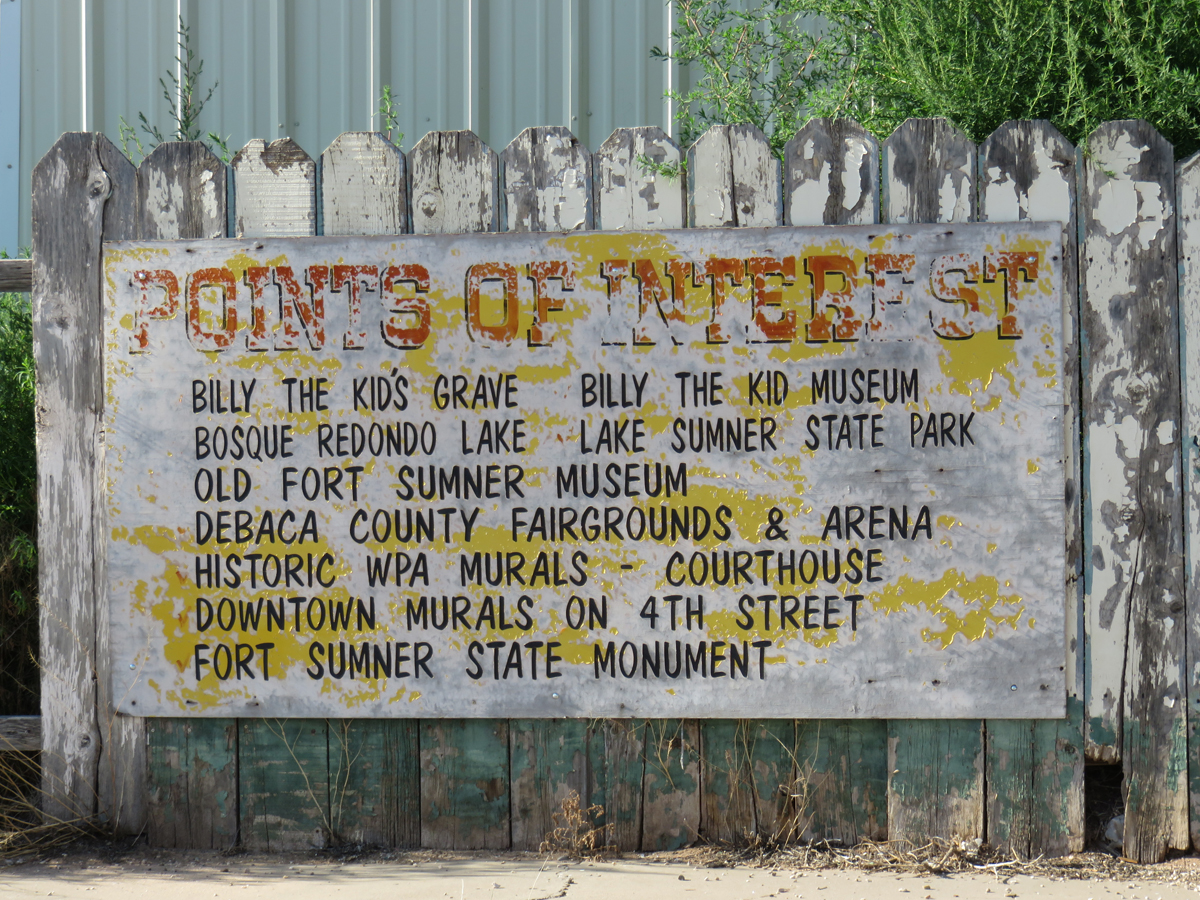 POINTS OF INTEREST
BILLY THE KID'S GRAVE BILLY THE KID MUSEUM
BOSQUE REDONDO LAKE LAKE SUMNER STATE PARK
OLD FORT SUMNER MUSEUM
DEBACA COUNTY FAIRGROUNDS & ARENA
HISTORIC WPA MURALS - COURTHOUSE
DOWNTOWN MURALS ON 4TH STREET
FORT SUMNER STATE MONUMENT